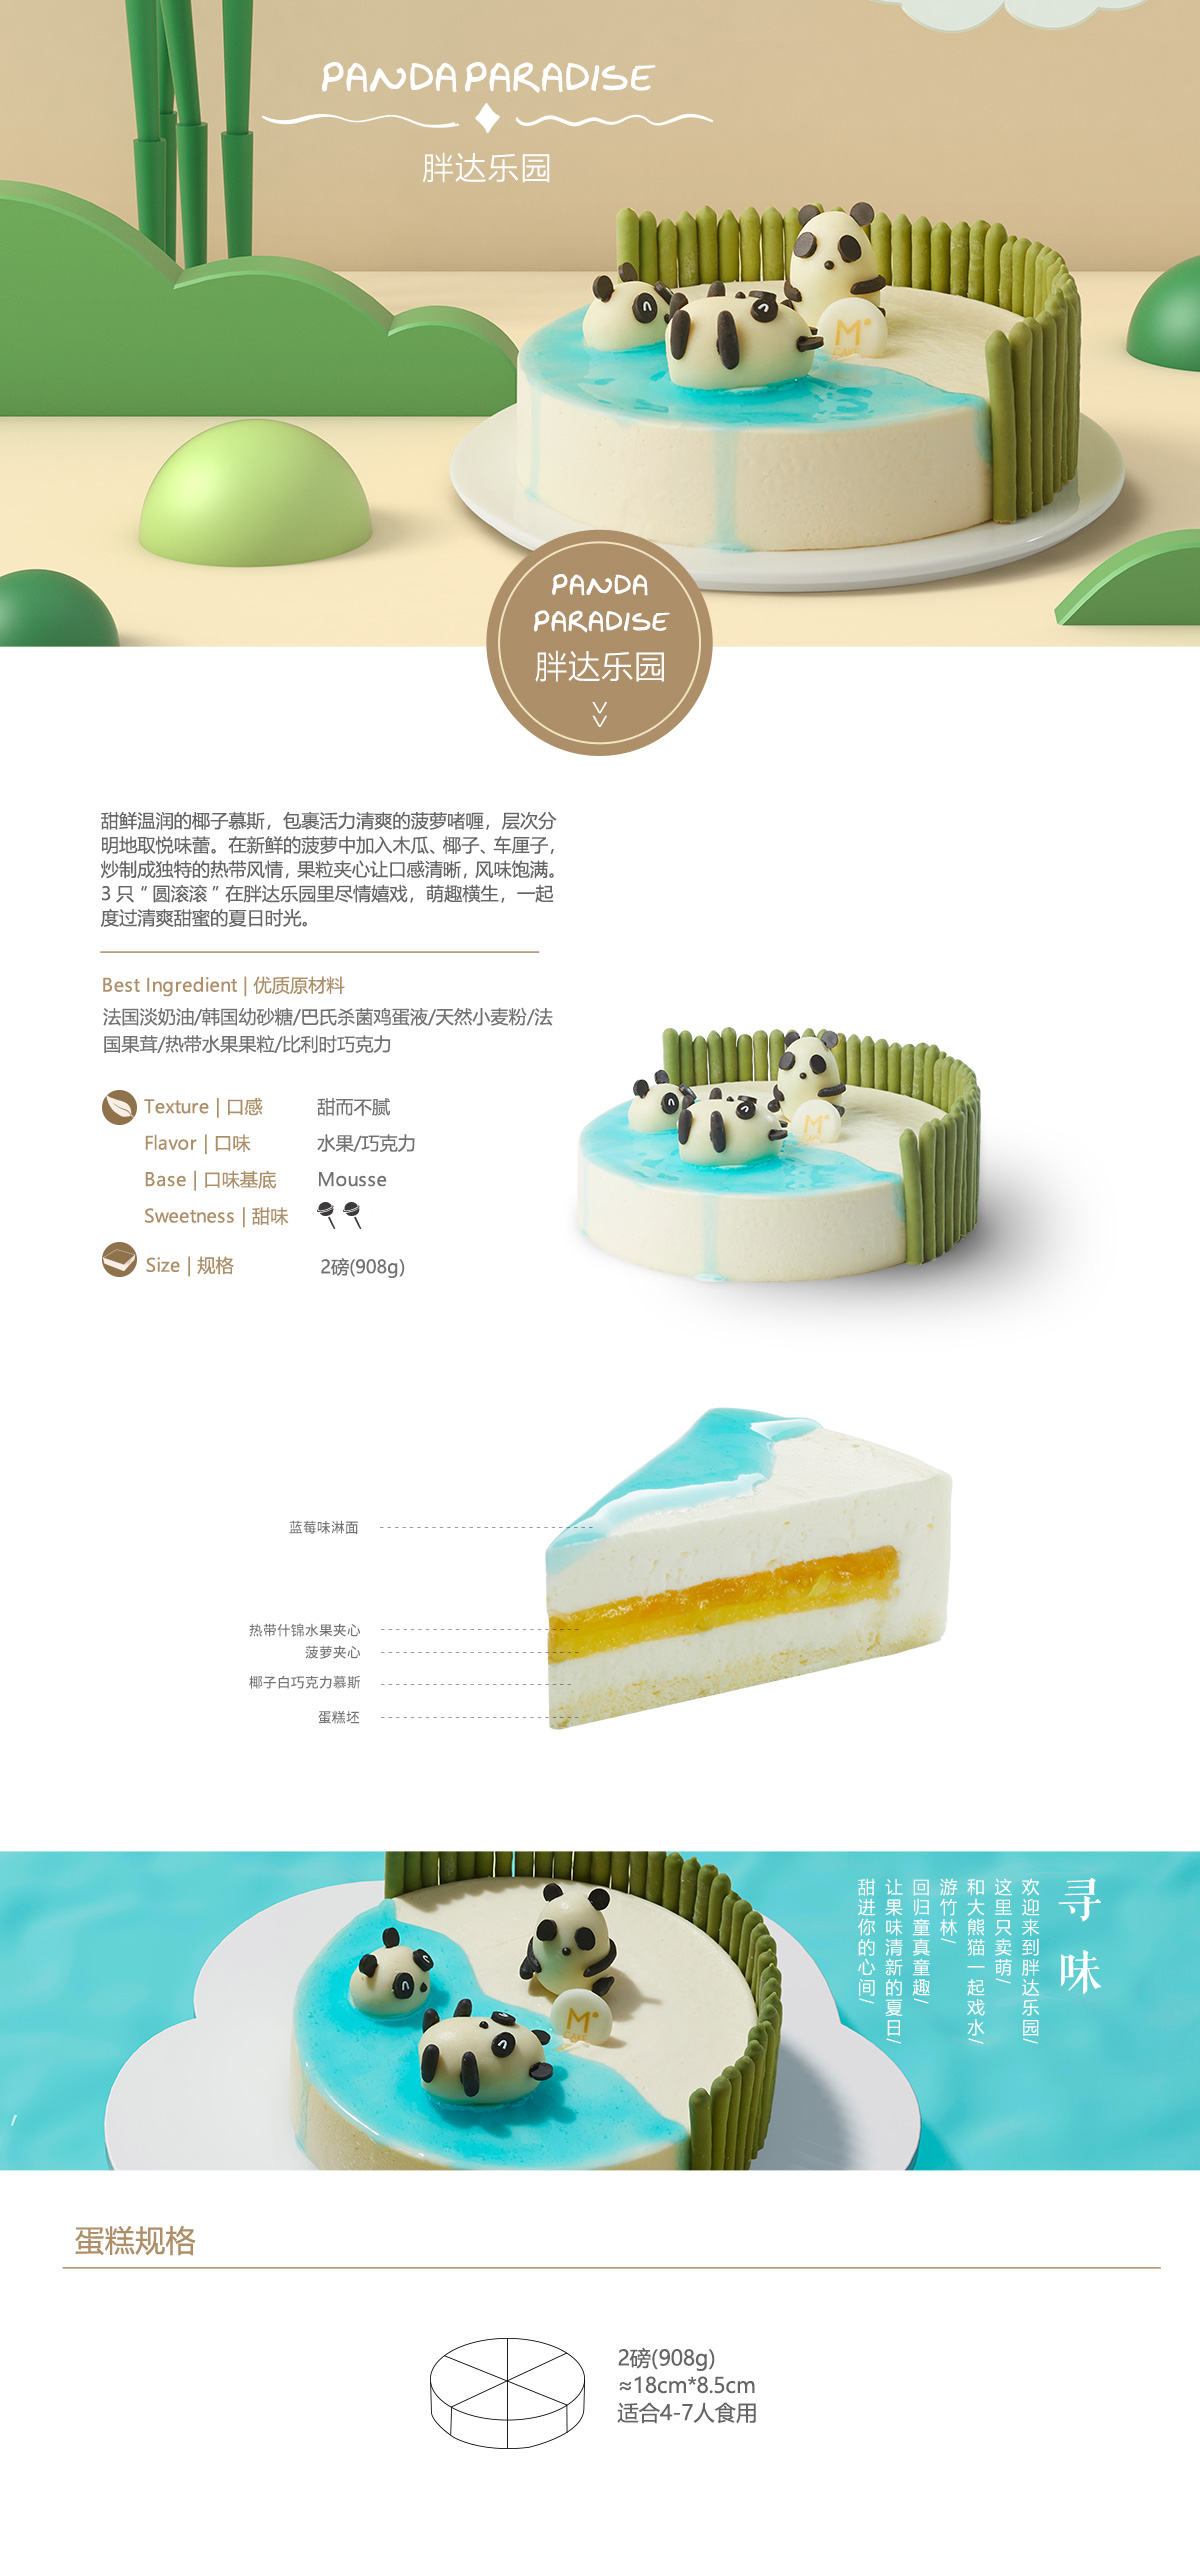 PANDA PARADISE
胖达乐园
M
CAKE
PANDA
PARADISE
胖达乐园
甜鲜温润的椰子慕斯，包裹活力清爽的菠萝啫喱，层次分
明地取悦味蕾。在新鲜的菠萝中加入木瓜、椰子、车厘子，
炒制成独特的热带风情，果粒夹心让口感清晰，风味饱满。
3 只 “ 圆滚滚 ” 在胖达乐园里尽情嬉戏，萌趣横生，一起
度过清爽甜蜜的夏日时光。
Best Ingredient | 优质原材料
法国淡奶油/韩国幼砂糖/巴氏杀菌鸡蛋液/天然小麦粉/法
国果茸/热带水果果粒/比利时巧克力
Texture | 口感 甜而不腻
Flavor | 口味 水果/巧克力
Base | 口味基底 Mousse
Sweetness | 甜味
Size | 规格 2磅(908g)
M
蓝莓味淋面
热带什锦水果夹心
菠萝夹心
椰子白巧克力慕斯
蛋糕坯
寻味
欢迎来到胖达乐园/
这里只卖萌/
和大熊猫一起戏水/
游竹林/
回归童真童趣/
让果味清新的夏日/
甜进你的心间/
M
CAKE
蛋糕规格
2磅(908g)
≈18cm*8.5cm
适合4-7人食用